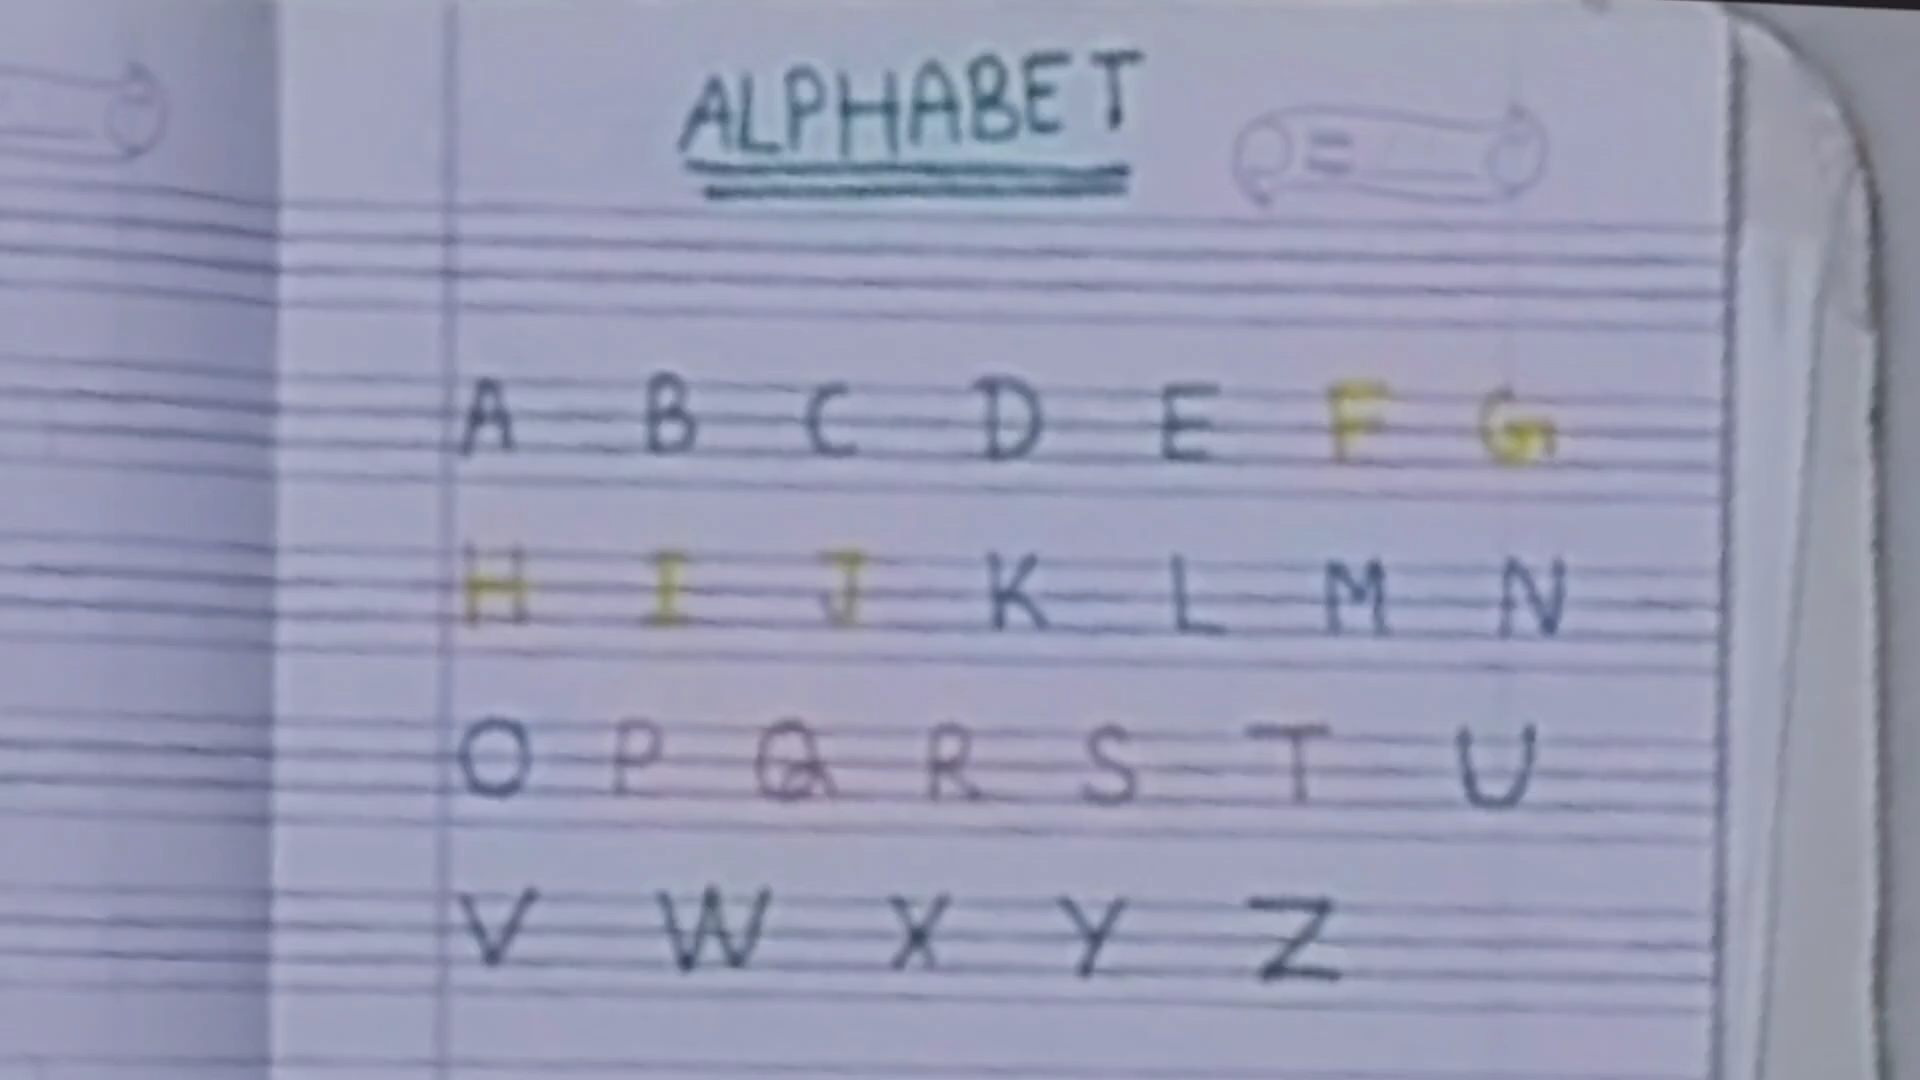 ALPHABET
A B C D E F G
H I J K L M N
O P Q R S T U
V W X Y Z